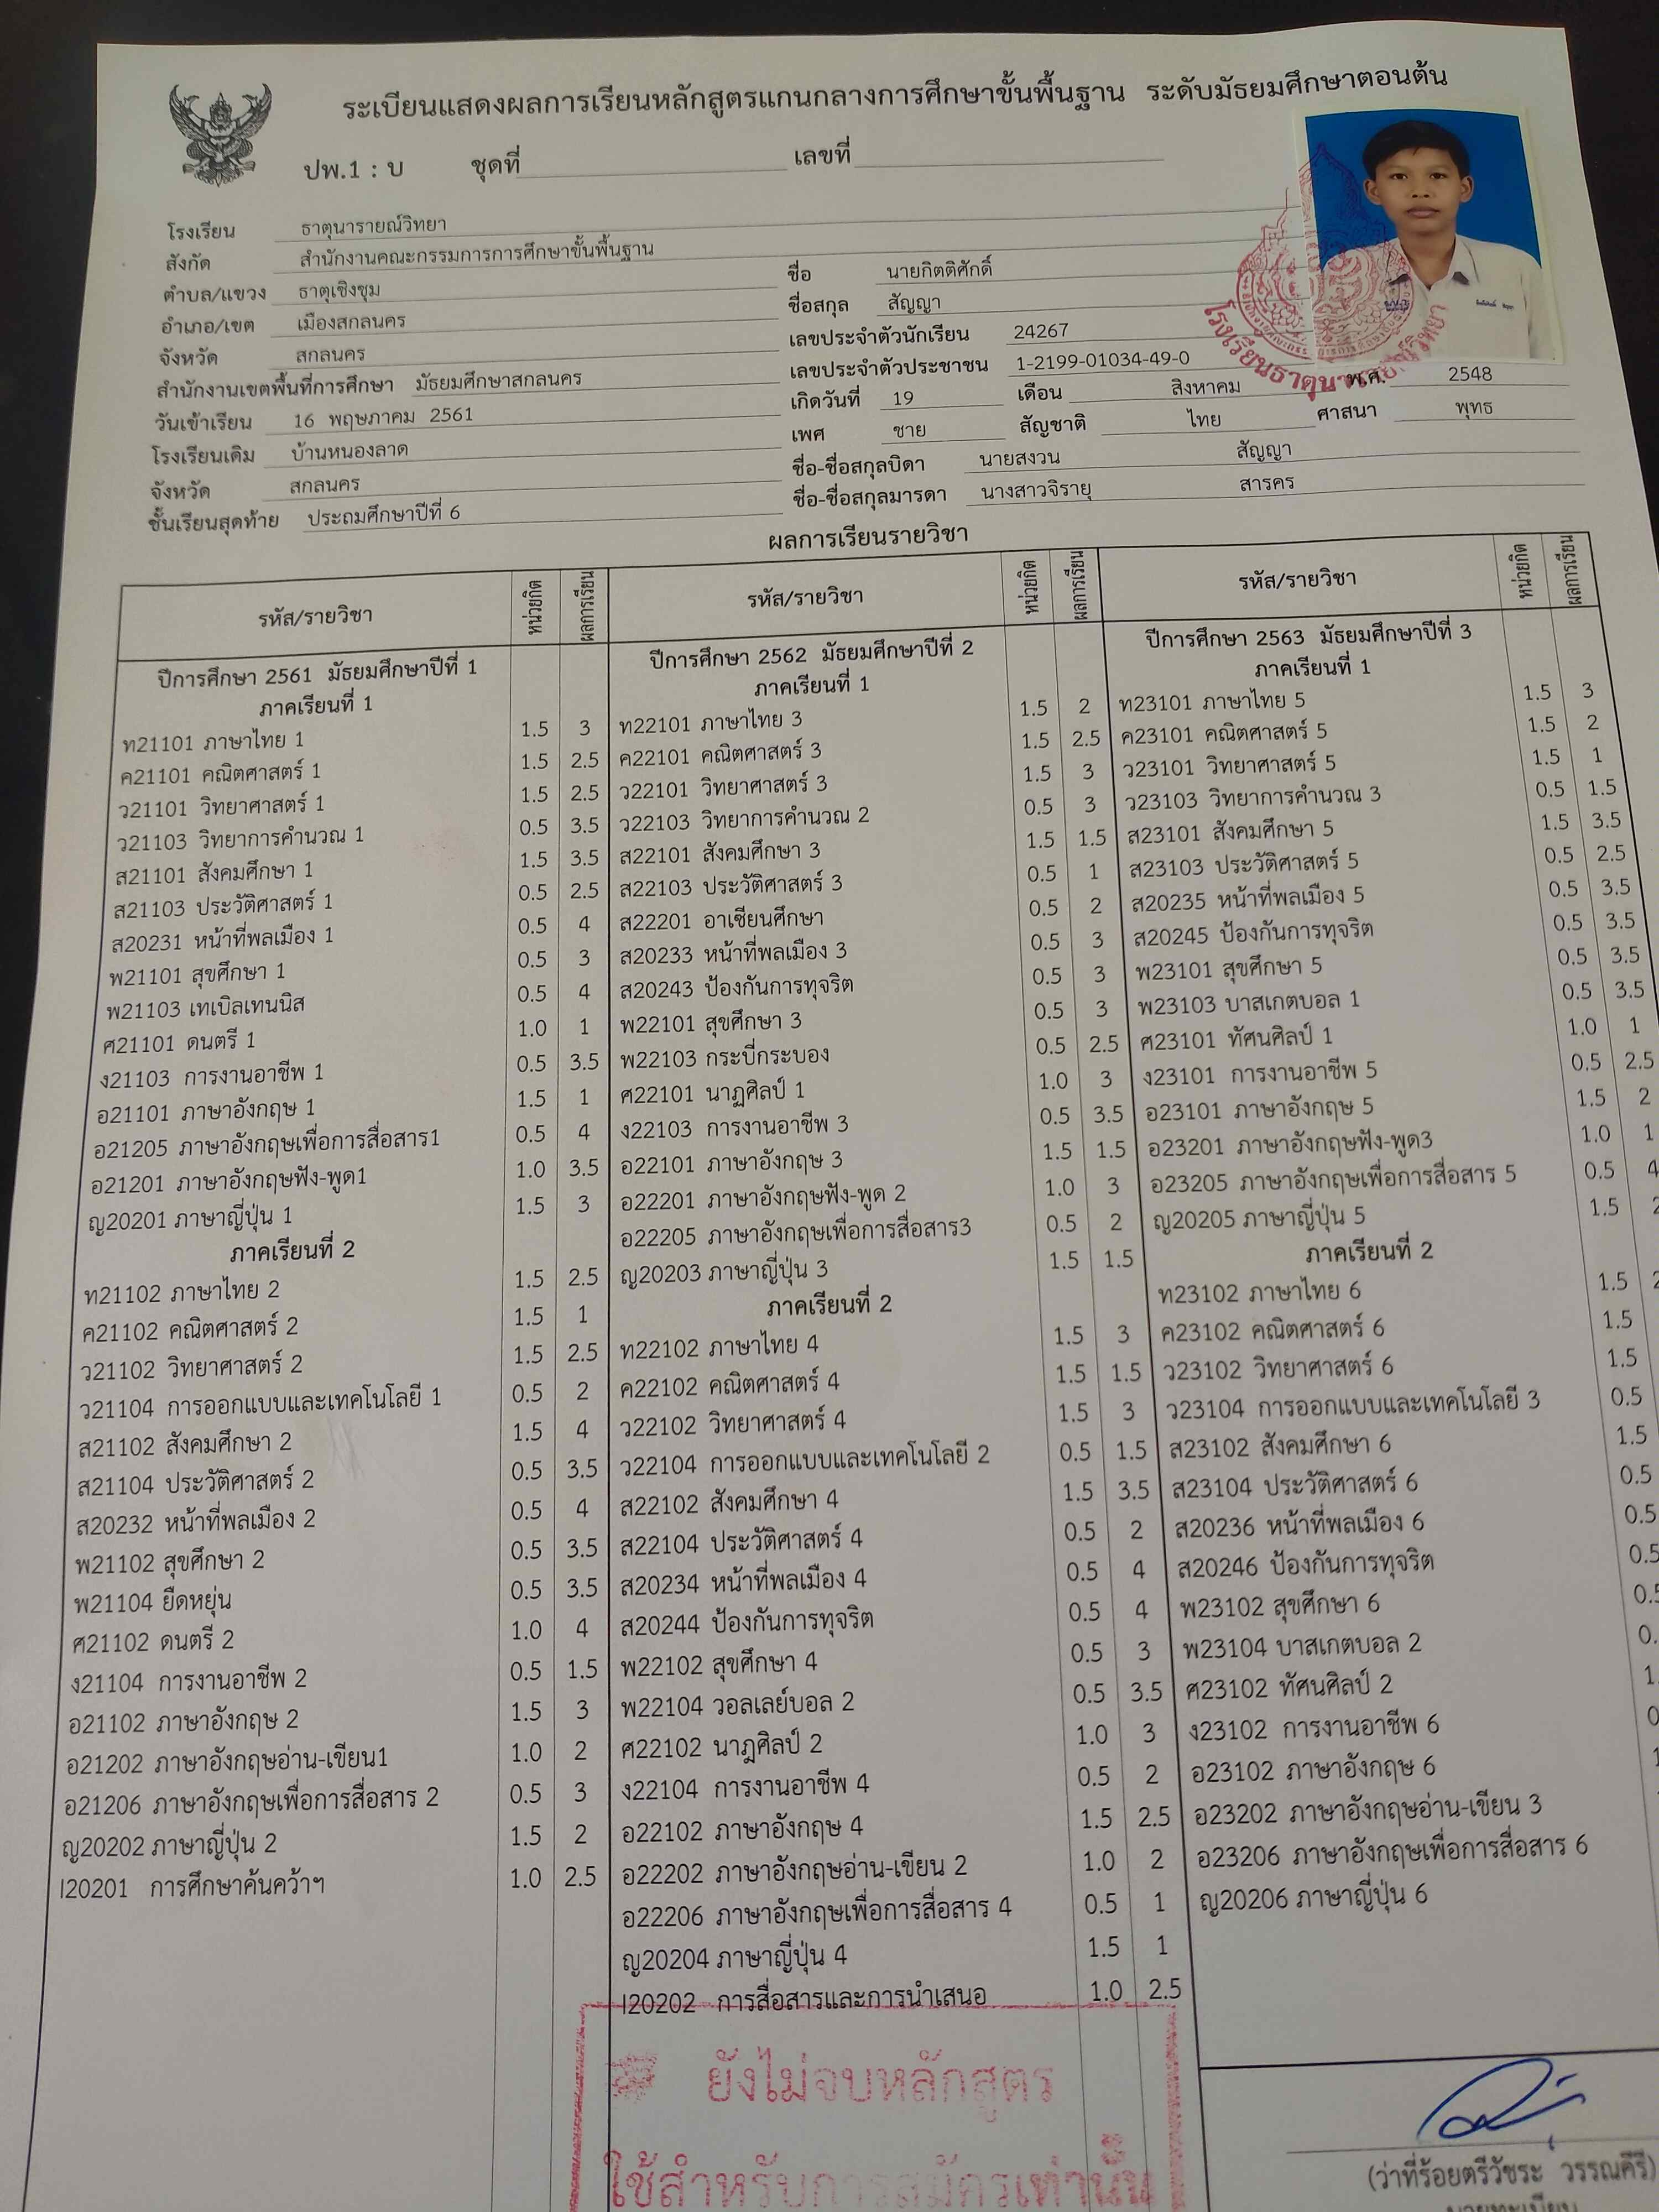 ระเบียนแสดงผลการเรียนหลักสูตรแกนกลางการศึกษาขั้นพื้นฐาน ระดับมัธยมศึกษาตอนต้น
ปพ.1 : บ ชุดที่ เลขที่
โรงเรียน ธาตุนารายณ์วิทยา
สังกัด สำนักงานคณะกรรมการการศึกษาขั้นพื้นฐาน
ตำบล/แขวง ธาตุเชิงชุม
อำเภอ/เขต เมืองสกลนคร
จังหวัด สกลนคร
สำนักงานเขตพื้นที่การศึกษา มัธยมศึกษาสกลนคร
วันเข้าเรียน 16 พฤษภาคม 2561
โรงเรียนเดิม บ้านหนองลาด
จังหวัด สกลนคร
ชั้นเรียนสุดท้าย ประถมศึกษาปีที่ 6
ชื่อ นายกิตติศักดิ์
ชื่อสกุล สัญญา
เลขประจำตัวนักเรียน 24267
เลขประจำตัวประชาชน 1-2199-01034-49-0
เกิดวันที่ 19 เดือน สิงหาคม พ.ศ. 2548
เพศ ชาย สัญชาติ ไทย ศาสนา พุทธ
ชื่อ-ชื่อสกุลบิดา นายสงวน สัญญา
ชื่อ-ชื่อสกุลมารดา นางสาวจิรายุ สารคร
โรงเรียนธาตุนารายณ์วิทยา
ผลการเรียนรายวิชา
รหัส/รายวิชา หน่วยกิต ผลการเรียน
ปีการศึกษา 2561 มัธยมศึกษาปีที่ 1
ภาคเรียนที่ 1
ท21101 ภาษาไทย 1 1.5 3
ค21101 คณิตศาสตร์ 1 1.5 2.5
ว21101 วิทยาศาสตร์ 1 1.5 2.5
ว21103 วิทยาการคำนวณ 1 0.5 3.5
ส21101 สังคมศึกษา 1 1.5 3.5
ส21103 ประวัติศาสตร์ 1 0.5 2.5
ส20231 หน้าที่พลเมือง 1 0.5 4
พ21101 สุขศึกษา 1 0.5 3
พ21103 เทเบิลเทนนิส 0.5 4
ศ21101 ดนตรี 1 1.0 1
ง21103 การงานอาชีพ 1 0.5 3.5
อ21101 ภาษาอังกฤษ 1 1.5 1
อ21205 ภาษาอังกฤษเพื่อการสื่อสาร1 0.5 4
อ21201 ภาษาอังกฤษฟัง-พูด1 1.0 3.5
ญ20201 ภาษาญี่ปุ่น 1 1.5 3
ภาคเรียนที่ 2
ท21102 ภาษาไทย 2 1.5 2.5
ค21102 คณิตศาสตร์ 2 1.5 1
ว21102 วิทยาศาสตร์ 2 1.5 2.5
ว21104 การออกแบบและเทคโนโลยี 1 0.5 2
ส21102 สังคมศึกษา 2 1.5 4
ส21104 ประวัติศาสตร์ 2 0.5 3.5
ส20232 หน้าที่พลเมือง 2 0.5 4
พ21102 สุขศึกษา 2 0.5 3.5
พ21104 ยืดหยุ่น 0.5 3.5
ศ21102 ดนตรี 2 1.0 4
ง21104 การงานอาชีพ 2 0.5 1.5
อ21102 ภาษาอังกฤษ 2 1.5 3
อ21202 ภาษาอังกฤษอ่าน-เขียน1 1.0 2
อ21206 ภาษาอังกฤษเพื่อการสื่อสาร 2 0.5 3
ญ20202 ภาษาญี่ปุ่น 2 1.5 2
I20201 การศึกษาค้นคว้าฯ 1.0 2.5
รหัส/รายวิชา หน่วยกิต ผลการเรียน
ปีการศึกษา 2562 มัธยมศึกษาปีที่ 2
ภาคเรียนที่ 1
ท22101 ภาษาไทย 3 1.5 2
ค22101 คณิตศาสตร์ 3 1.5 2.5
ว22101 วิทยาศาสตร์ 3 1.5 3
ว22103 วิทยาการคำนวณ 2 0.5 3
ส22101 สังคมศึกษา 3 1.5 1.5
ส22103 ประวัติศาสตร์ 3 0.5 1
ส22201 อาเซียนศึกษา 0.5 2
ส20233 หน้าที่พลเมือง 3 0.5 3
ส20243 ป้องกันการทุจริต 0.5 3
พ22101 สุขศึกษา 3 0.5 3
พ22103 กระบี่กระบอง 0.5 2.5
ศ22101 นาฏศิลป์ 1 1.0 3
ง22103 การงานอาชีพ 3 0.5 3.5
อ22101 ภาษาอังกฤษ 3 1.5 1.5
อ22201 ภาษาอังกฤษฟัง-พูด 2 1.0 3
อ22205 ภาษาอังกฤษเพื่อการสื่อสาร3 0.5 2
ญ20203 ภาษาญี่ปุ่น 3 1.5 1.5
ภาคเรียนที่ 2
ท22102 ภาษาไทย 4 1.5 3
ค22102 คณิตศาสตร์ 4 1.5 1.5
ว22102 วิทยาศาสตร์ 4 1.5 3
ว22104 การออกแบบและเทคโนโลยี 2 0.5 1.5
ส22102 สังคมศึกษา 4 1.5 3.5
ส22104 ประวัติศาสตร์ 4 0.5 2
ส20234 หน้าที่พลเมือง 4 0.5 4
ส20244 ป้องกันการทุจริต 0.5 4
พ22102 สุขศึกษา 4 0.5 3
พ22104 วอลเลย์บอล 2 0.5 3.5
ศ22102 นาฏศิลป์ 2 1.0 3
ง22104 การงานอาชีพ 4 0.5 2
อ22102 ภาษาอังกฤษ 4 1.5 2.5
อ22202 ภาษาอังกฤษอ่าน-เขียน 2 1.0 2
อ22206 ภาษาอังกฤษเพื่อการสื่อสาร 4 0.5 1
ญ20204 ภาษาญี่ปุ่น 4 1.5 1
I20202 การสื่อสารและการนำเสนอ 1.0 2.5
ยังไม่จบหลักสูตร
ใช้สำหรับการสมัครเท่านั้น
รหัส/รายวิชา หน่วยกิต ผลการเรียน
ปีการศึกษา 2563 มัธยมศึกษาปีที่ 3
ภาคเรียนที่ 1
ท23101 ภาษาไทย 5 1.5 3
ค23101 คณิตศาสตร์ 5 1.5 2
ว23101 วิทยาศาสตร์ 5 1.5 1
ว23103 วิทยาการคำนวณ 3 0.5 1.5
ส23101 สังคมศึกษา 5 1.5 3.5
ส23103 ประวัติศาสตร์ 5 0.5 2.5
ส20235 หน้าที่พลเมือง 5 0.5 3.5
ส20245 ป้องกันการทุจริต 0.5 3.5
พ23101 สุขศึกษา 5 0.5 3.5
พ23103 บาสเกตบอล 1 0.5 3.5
ศ23101 ทัศนศิลป์ 1 1.0 1
ง23101 การงานอาชีพ 5 0.5 2.5
อ23101 ภาษาอังกฤษ 5 1.5 2
อ23201 ภาษาอังกฤษฟัง-พูด3 1.0 1
อ23205 ภาษาอังกฤษเพื่อการสื่อสาร 5 0.5 4
ญ20205 ภาษาญี่ปุ่น 5 1.5
ภาคเรียนที่ 2
ท23102 ภาษาไทย 6 1.5
ค23102 คณิตศาสตร์ 6 1.5
ว23102 วิทยาศาสตร์ 6 1.5
ว23104 การออกแบบและเทคโนโลยี 3 0.5
ส23102 สังคมศึกษา 6 1.5
ส23104 ประวัติศาสตร์ 6 0.5
ส20236 หน้าที่พลเมือง 6 0.5
ส20246 ป้องกันการทุจริต 0.5
พ23102 สุขศึกษา 6 0.5
พ23104 บาสเกตบอล 2
ศ23102 ทัศนศิลป์ 2
ง23102 การงานอาชีพ 6
อ23102 ภาษาอังกฤษ 6
อ23202 ภาษาอังกฤษอ่าน-เขียน 3
อ23206 ภาษาอังกฤษเพื่อการสื่อสาร 6
ญ20206 ภาษาญี่ปุ่น 6
(ว่าที่ร้อยตรีวัชระ วรรณคีรี)
นายทะเบียน